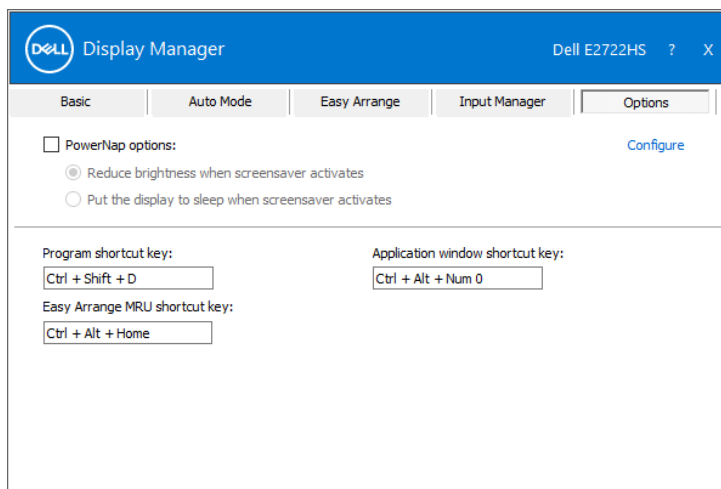 DELL Display Manager Dell E2722HS ? X
Basic Auto Mode Easy Arrange Input Manager Options
PowerNap options: Configure
Reduce brightness when screensaver activates
Put the display to sleep when screensaver activates
Program shortcut key: Application window shortcut key:
Ctrl + Shift + D Ctrl + Alt + Num 0
Easy Arrange MRU shortcut key:
Ctrl + Alt + Home